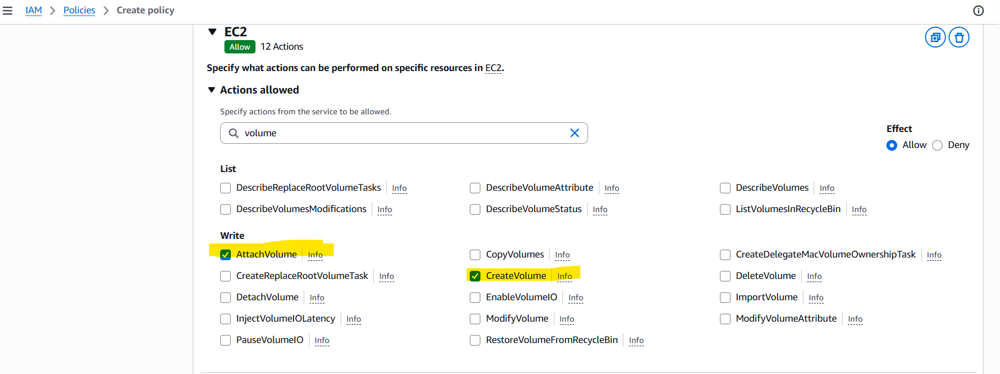 IAM > Policies > Create policy
EC2
Allow 12 Actions
Specify what actions can be performed on specific resources in EC2.
Actions allowed
Specify actions from the service to be allowed.
volume
Effect
Allow Deny
List
DescribeReplaceRootVolumeTasks Info DescribeVolumeAttribute Info DescribeVolumes Info
DescribeVolumesModifications Info DescribeVolumeStatus Info ListVolumesInRecycleBin Info
Write
AttachVolume Info CopyVolumes Info CreateDelegateMacVolumeOwnershipTask Info
CreateReplaceRootVolumeTask Info CreateVolume Info DeleteVolume Info
DetachVolume Info EnableVolumeIO Info ImportVolume Info
InjectVolumeIOLatency Info ModifyVolume Info ModifyVolumeAttribute Info
PauseVolumeIO Info RestoreVolumeFromRecycleBin Info